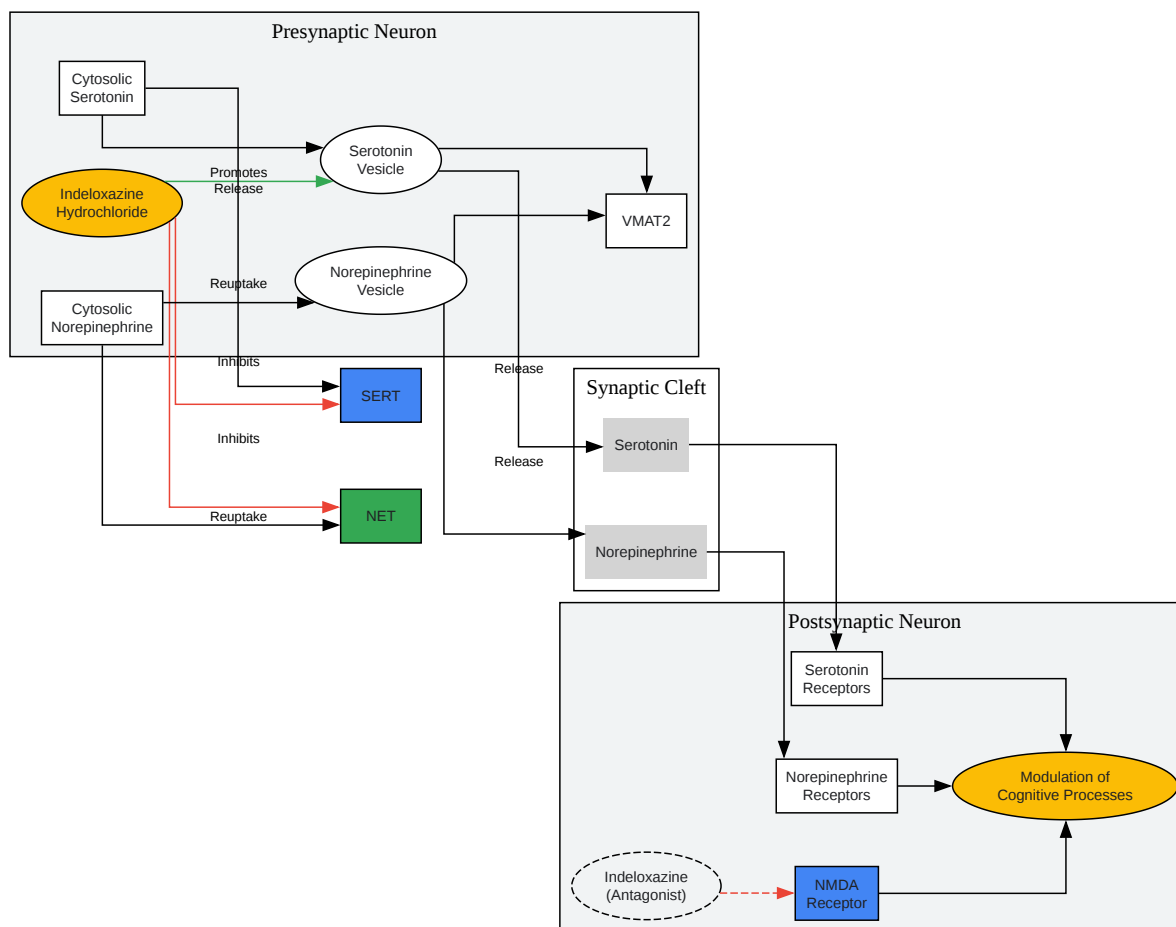 Presynaptic Neuron
Cytosolic
Serotonin
Serotonin
Vesicle
Promotes
Release
Indeloxazine
Hydrochloride
VMAT2
Norepinephrine
Vesicle
Reuptake
Cytosolic
Norepinephrine
Inhibits
Release
SERT
Synaptic Cleft
Inhibits
Serotonin
Release
NET
Reuptake
Norepinephrine
Postsynaptic Neuron
Serotonin
Receptors
Norepinephrine
Receptors
Modulation of
Cognitive Processes
Indeloxazine
(Antagonist)
NMDA
Receptor